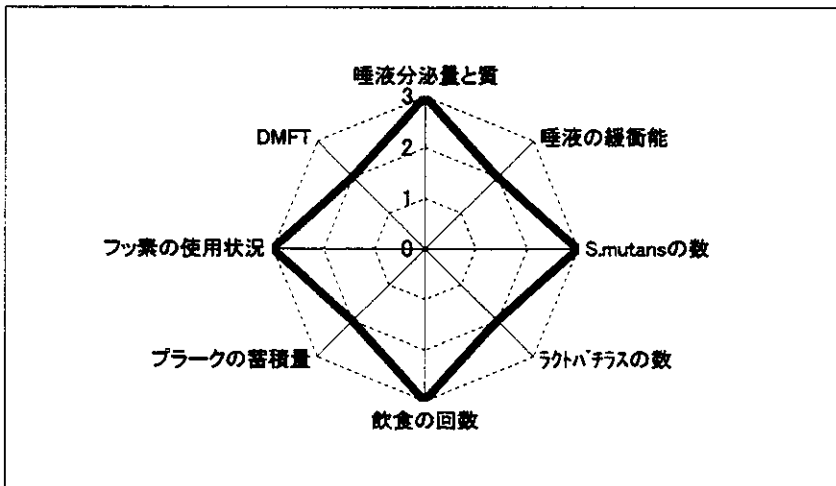 唾液分泌量と質
3
DMFT
唾液の緩衝能
2
1
フッ素の使用状況
0
S.mutansの数
プラークの蓄積量
ラクトバチラスの数
飲食の回数